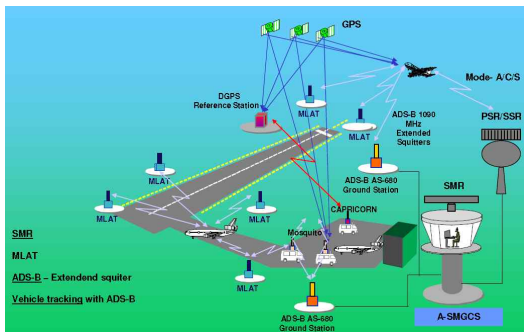 GPS
Mode- A/C/S
DGPS
Reference Station
MLAT
PSR/SSR
ADS-B 1090
MHz
Extended
Squitters
MLAT
MLAT
ADS-B AS-680
Ground Station
SMR
MLAT
MLAT
CAPRICORN
Mosquito
SMR
MLAT
ADS-B – Extendend squiter
Vehicle tracking with ADS-B
MLAT
ADS-B AS-680
Ground Station
A-SMGCS